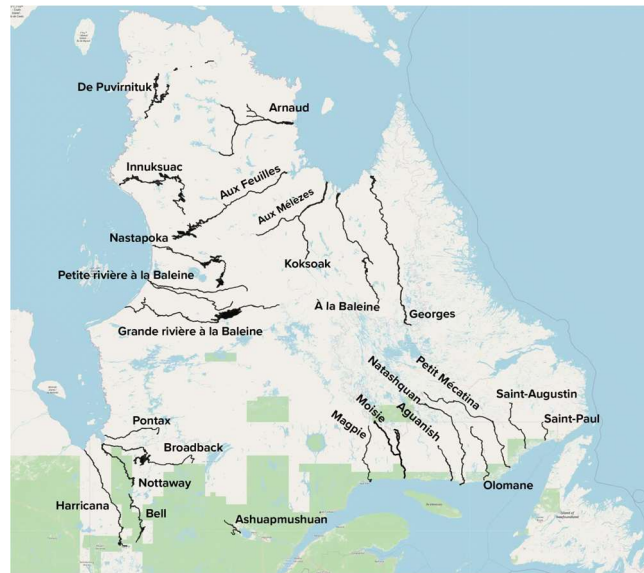 De Puvirnituk
Arnaud
Innuksuac
Aux Feuilles
Aux Mélèzes
Nastapoka
Koksoak
Petite rivière à la Baleine
À la Baleine
Georges
Grande rivière à la Baleine
Petit Mécatina
Natashquan
Saint-Augustin
Moisie
Aguanish
Magpie
Saint-Paul
Pontax
Broadback
Nottaway
Olomane
Harricana
Bell
Ashuapmushuan